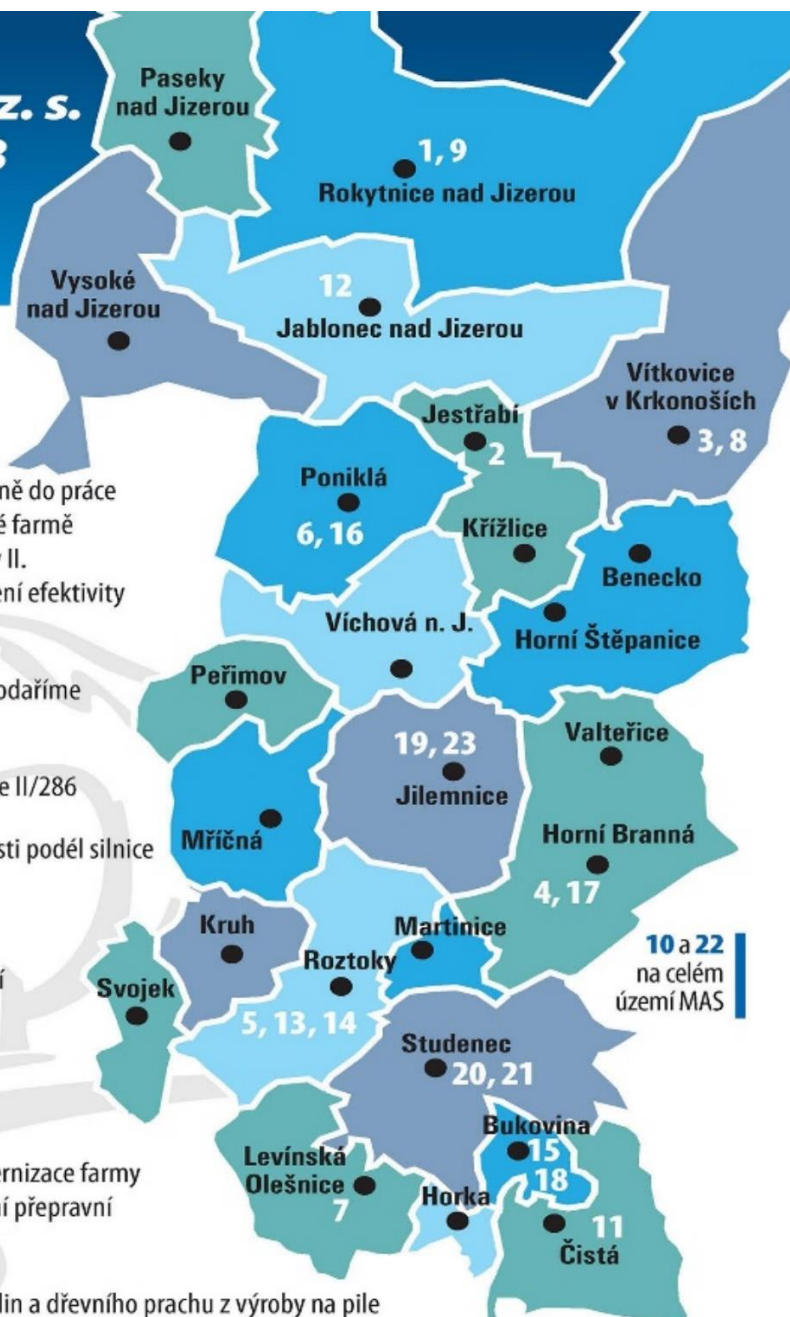 z. s.
Paseky
nad Jizerou
1, 9
Rokytnice nad Jizerou
Vysoké
nad Jizerou
12
Jablonec nad Jizerou
Vítkovice
v Krkonoších
3, 8
Jestřabí
2
Poniklá
6, 16
Křížlice
Benecko
Horní Štěpanice
Víchová n. J.
Peřimov
19, 23
Jilemnice
Valteřice
Horní Branná
4, 17
Mříčná
Kruh
Martinice
Roztoky
5, 13, 14
Svojek
10 a 22
na celém
území MAS
Studenec
20, 21
Bukovina
15
18
Levínská
Olešnice
7
Horka
11
Čistá
ně do práce
é farmě
II.
ení efektivity
odaříme
e II/286
sti podél silnice
í
ernizace farmy
ní přepravní
lin a dřevního prachu z výroby na pile